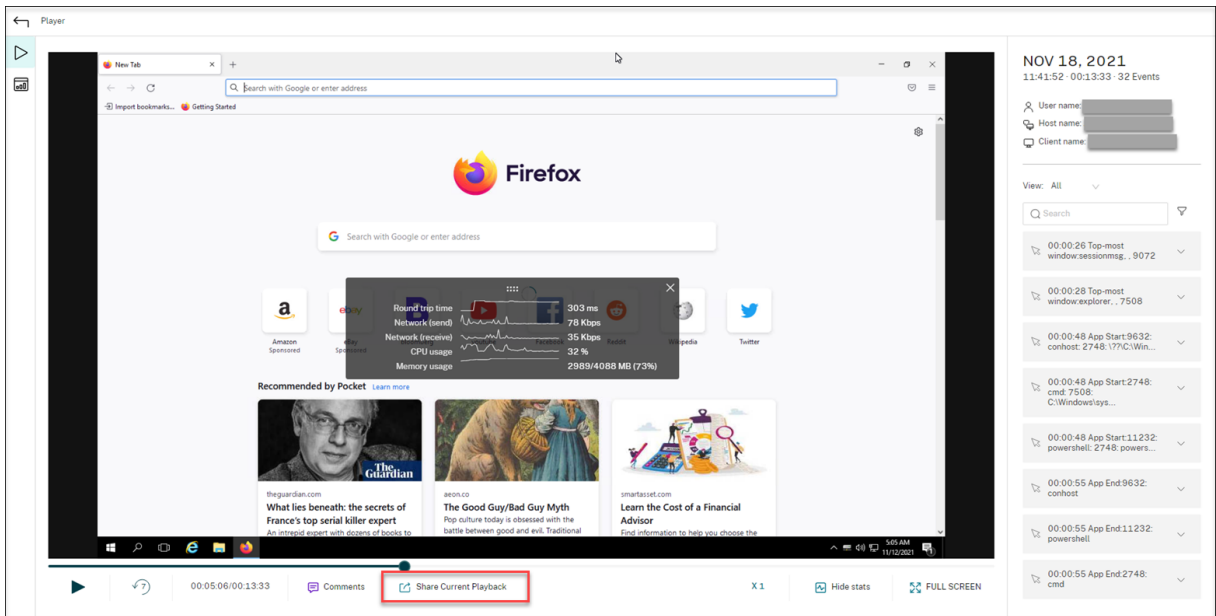 Player
New Tab
Search with Google or enter address
Import bookmarks...
Getting Started
Firefox
Search with Google or enter address
a
ebay
Round trip time 303 ms
Network (send) 78 Kbps
Network (receive) 35 Kbps
CPU usage 32 %
Memory usage 2989/4088 MB (73%)
Amazon
Sponsored
eBay
Sponsored
Facebook
Reddit
Wikipedia
Twitter
Recommended by Pocket Learn more
The
Guardian
theguardian.com
What lies beneath: the secrets of
France's top serial killer expert
An intrepid expert with dozens of books to
aeon.co
The Good Guy/Bad Guy Myth
Pop culture today is obsessed with the
battle between good and evil. Traditional
smartasset.com
Learn the Cost of a Financial
Advisor
Find information to help you choose the
5:05 AM
11/12/2021
7
00:05:06/00:13:33
Comments
Share Current Playback
X 1
Hide stats
FULL SCREEN
NOV 18, 2021
11:41:52 · 00:13:33 · 32 Events
User name:
Host name:
Client name:
View: All
Search
00:00:26 Top-most
window:sessionmsg, , 9072
00:00:28 Top-most
window:explorer, , 7508
00:00:48 App Start:9632:
conhost: 2748: \??\C:\Win...
00:00:48 App Start:2748:
cmd: 7508:
C:\Windows\sys...
00:00:48 App Start:11232:
powershell: 2748: powers...
00:00:55 App End:9632:
conhost
00:00:55 App End:11232:
powershell
00:00:55 App End:2748:
cmd